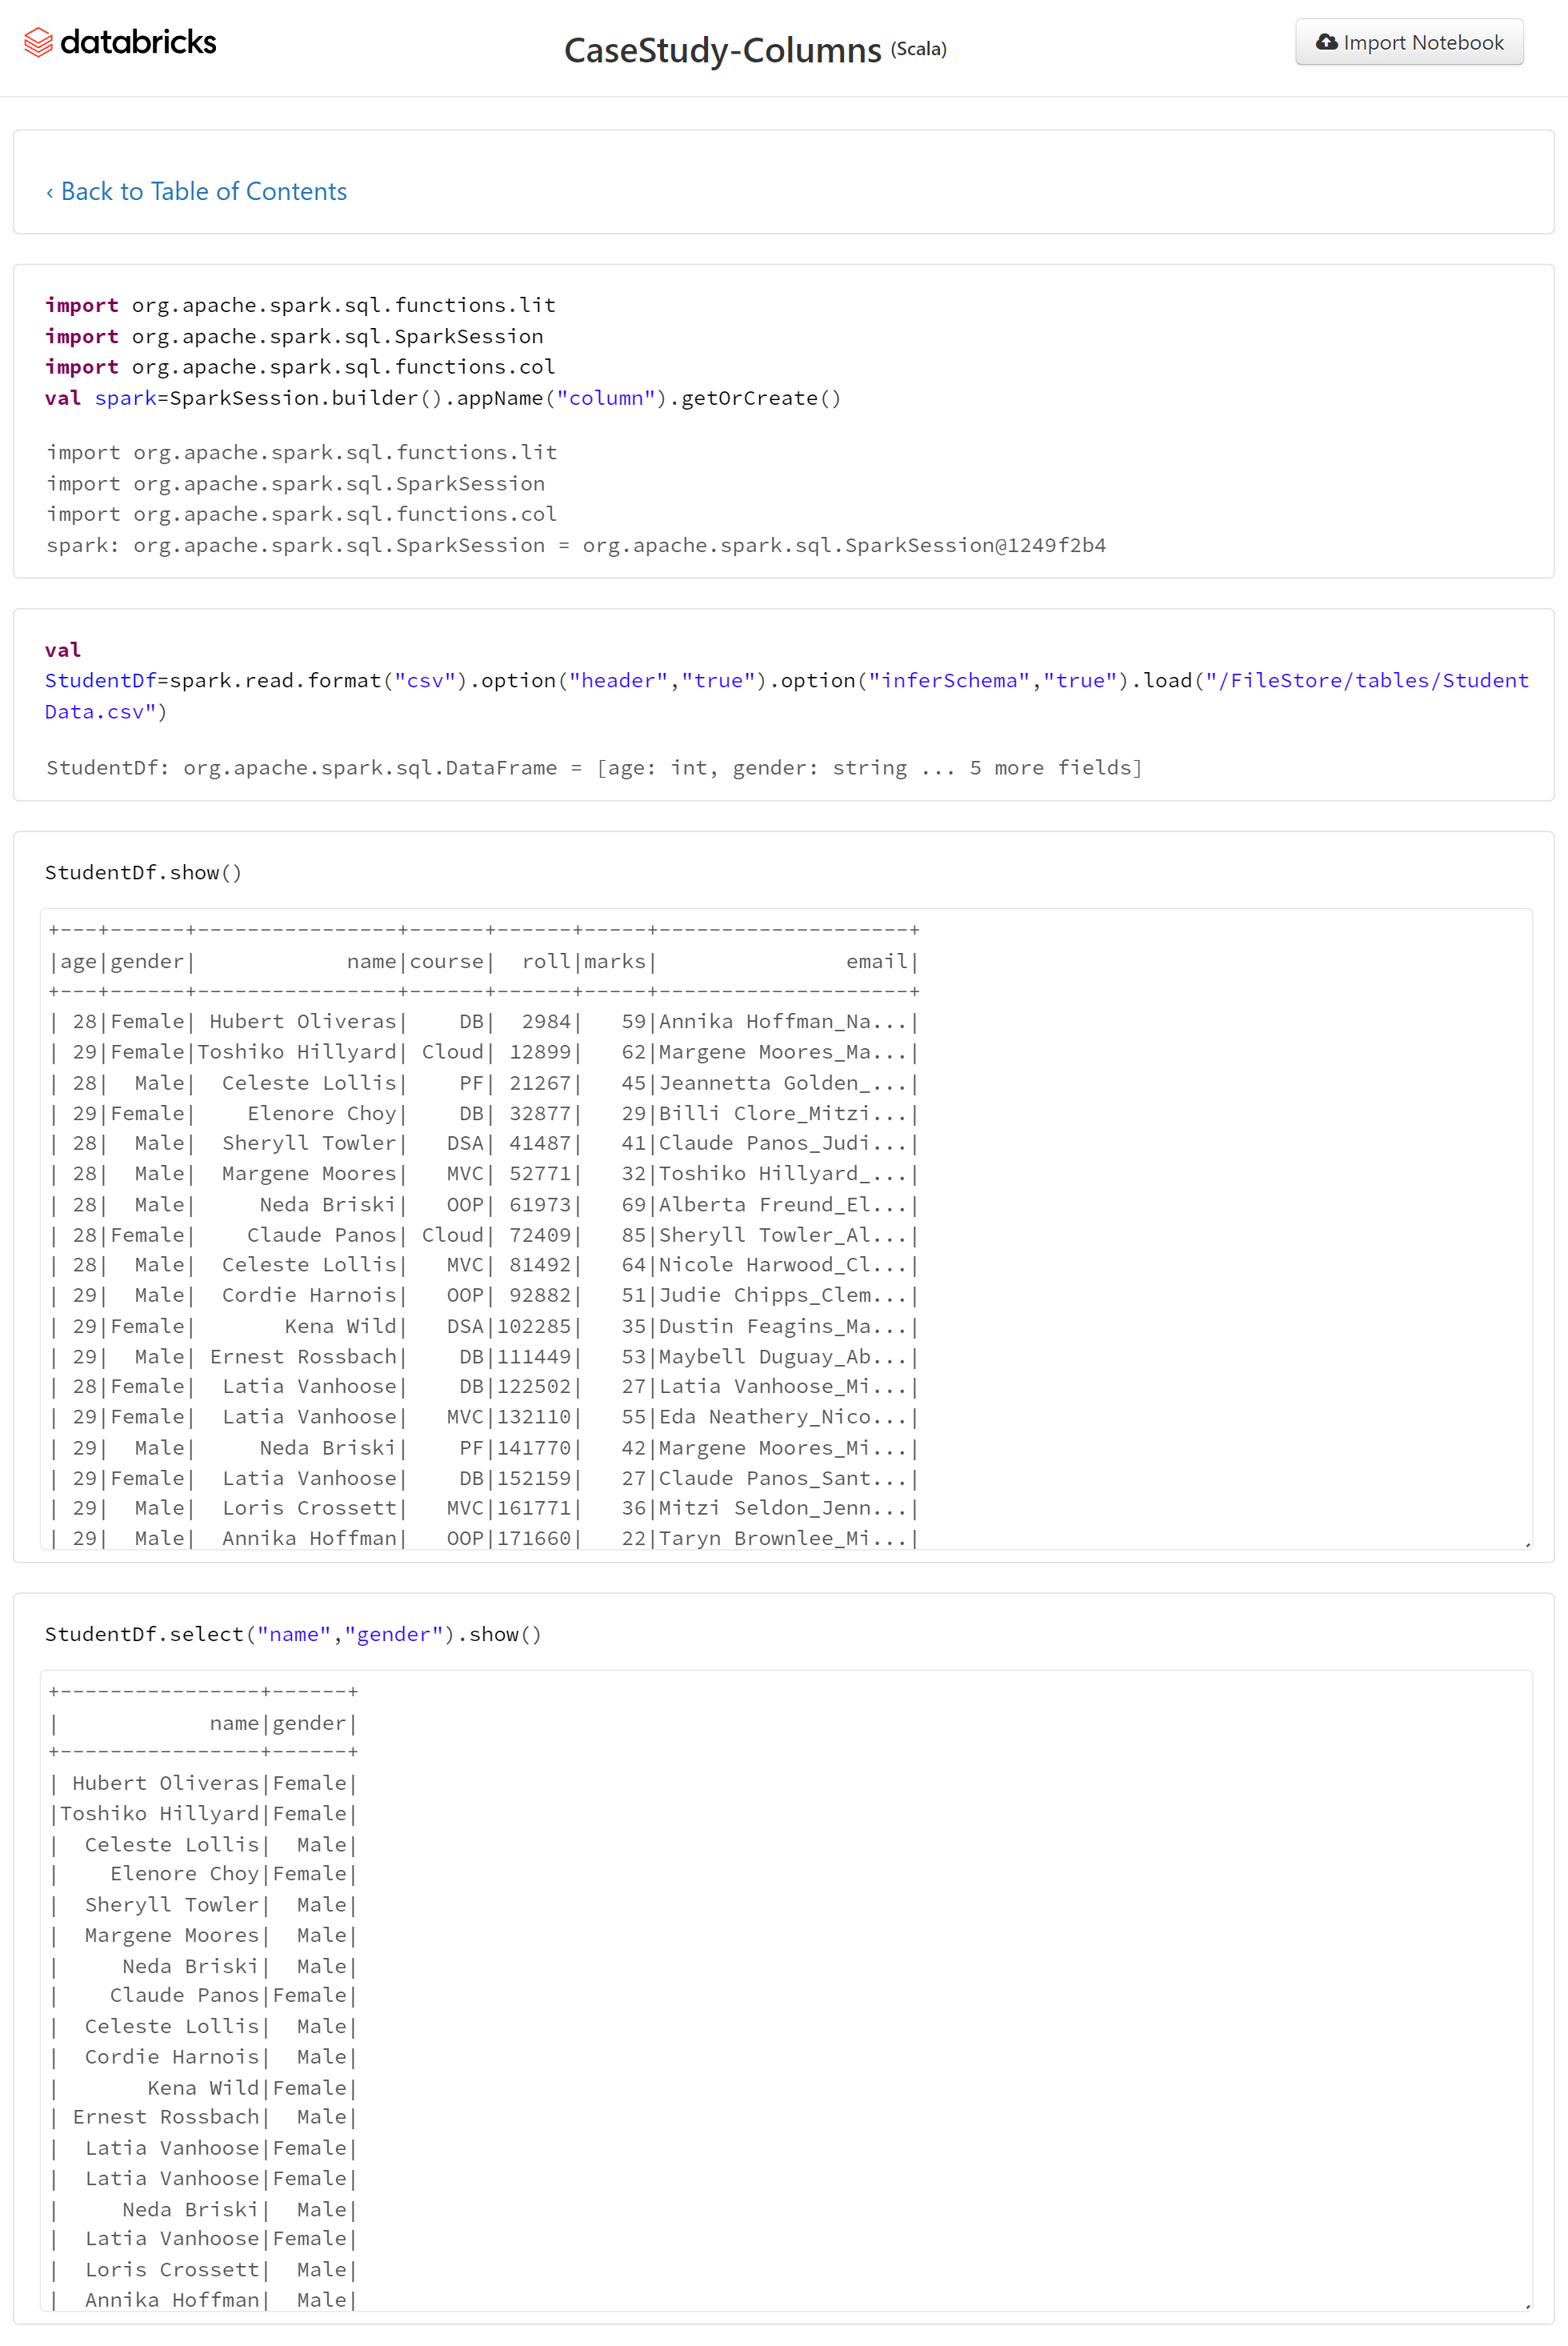 databricks
CaseStudy-Columns (Scala)
Import Notebook
‹ Back to Table of Contents
import org.apache.spark.sql.functions.lit
import org.apache.spark.sql.SparkSession
import org.apache.spark.sql.functions.col
val spark=SparkSession.builder().appName("column").getOrCreate()
import org.apache.spark.sql.functions.lit
import org.apache.spark.sql.SparkSession
import org.apache.spark.sql.functions.col
spark: org.apache.spark.sql.SparkSession = org.apache.spark.sql.SparkSession@1249f2b4
val
StudentDf=spark.read.format("csv").option("header","true").option("inferSchema","true").load("/FileStore/tables/Student
Data.csv")
StudentDf: org.apache.spark.sql.DataFrame = [age: int, gender: string ... 5 more fields]
StudentDf.show()
+---+------+----------------+------+------+-----+--------------------+
|age|gender|            name|course|  roll|marks|               email|
+---+------+----------------+------+------+-----+--------------------+
| 28|Female| Hubert Oliveras|    DB|  2984|   59|Annika Hoffman_Na...|
| 29|Female|Toshiko Hillyard| Cloud| 12899|   62|Margene Moores_Ma...|
| 28|  Male|  Celeste Lollis|    PF| 21267|   45|Jeannetta Golden_...|
| 29|Female|    Elenore Choy|    DB| 32877|   29|Billi Clore_Mitzi...|
| 28|  Male|  Sheryll Towler|   DSA| 41487|   41|Claude Panos_Judi...|
| 28|  Male|  Margene Moores|   MVC| 52771|   32|Toshiko Hillyard_...|
| 28|  Male|     Neda Briski|   OOP| 61973|   69|Alberta Freund_El...|
| 28|Female|    Claude Panos| Cloud| 72409|   85|Sheryll Towler_Al...|
| 28|  Male|  Celeste Lollis|   MVC| 81492|   64|Nicole Harwood_Cl...|
| 29|  Male|  Cordie Harnois|   OOP| 92882|   51|Judie Chipps_Clem...|
| 29|Female|       Kena Wild|   DSA|102285|   35|Dustin Feagins_Ma...|
| 29|  Male| Ernest Rossbach|    DB|111449|   53|Maybell Duguay_Ab...|
| 28|Female|  Latia Vanhoose|    DB|122502|   27|Latia Vanhoose_Mi...|
| 29|Female|  Latia Vanhoose|   MVC|132110|   55|Eda Neathery_Nico...|
| 29|  Male|     Neda Briski|    PF|141770|   42|Margene Moores_Mi...|
| 29|Female|  Latia Vanhoose|    DB|152159|   27|Claude Panos_Sant...|
| 29|  Male|  Loris Crossett|   MVC|161771|   36|Mitzi Seldon_Jenn...|
| 29|  Male|  Annika Hoffman|   OOP|171660|   22|Taryn Brownlee_Mi...|
StudentDf.select("name","gender").show()
+----------------+------+
|            name|gender|
+----------------+------+
| Hubert Oliveras|Female|
|Toshiko Hillyard|Female|
|  Celeste Lollis|  Male|
|    Elenore Choy|Female|
|  Sheryll Towler|  Male|
|  Margene Moores|  Male|
|     Neda Briski|  Male|
|    Claude Panos|Female|
|  Celeste Lollis|  Male|
|  Cordie Harnois|  Male|
|       Kena Wild|Female|
| Ernest Rossbach|  Male|
|  Latia Vanhoose|Female|
|  Latia Vanhoose|Female|
|     Neda Briski|  Male|
|  Latia Vanhoose|Female|
|  Loris Crossett|  Male|
|  Annika Hoffman|  Male|